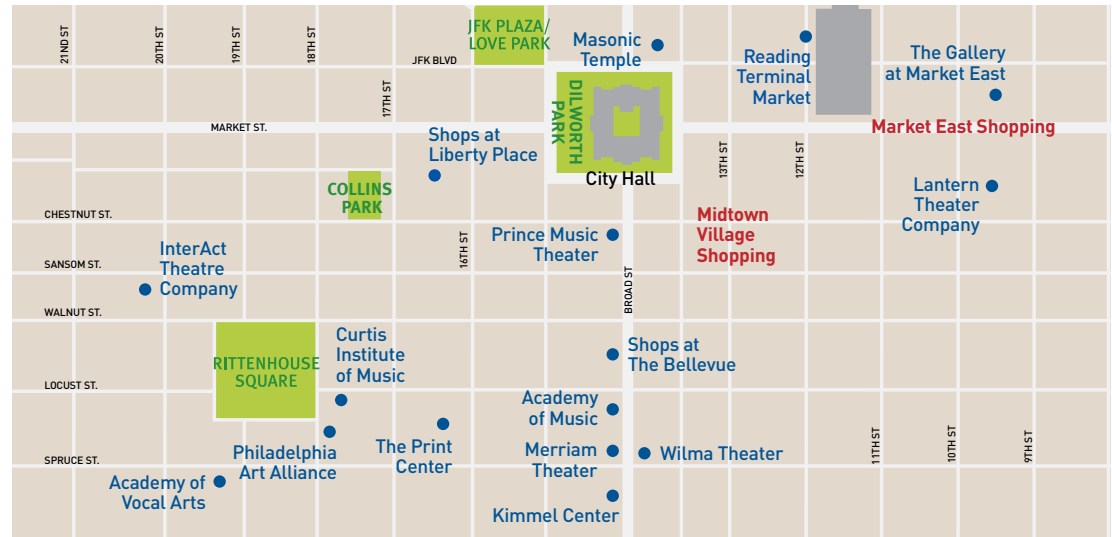 JFK PLAZA/
LOVE PARK
Masonic
Temple
Reading
Terminal
Market
The Gallery
at Market East
21ND ST
20TH ST
19TH ST
18TH ST
JFK BLVD
17TH ST
DILWORTH
PARK
MARKET ST.
Market East Shopping
Shops at
Liberty Place
City Hall
13TH ST
12TH ST
COLLINS
PARK
Lantern
Theater
Company
CHESTNUT ST.
Midtown
Village
Shopping
Prince Music
Theater
16TH ST
InterAct
Theatre
Company
SANSOM ST.
BROAD ST
WALNUT ST.
Curtis
Institute
of Music
Shops at
The Bellevue
RITTENHOUSE
SQUARE
LOCUST ST.
Academy
of Music
Philadelphia
Art Alliance
The Print
Center
Merriam
Theater
Wilma Theater
11TH ST
10TH ST
9TH ST
SPRUCE ST.
Academy of
Vocal Arts
Kimmel Center